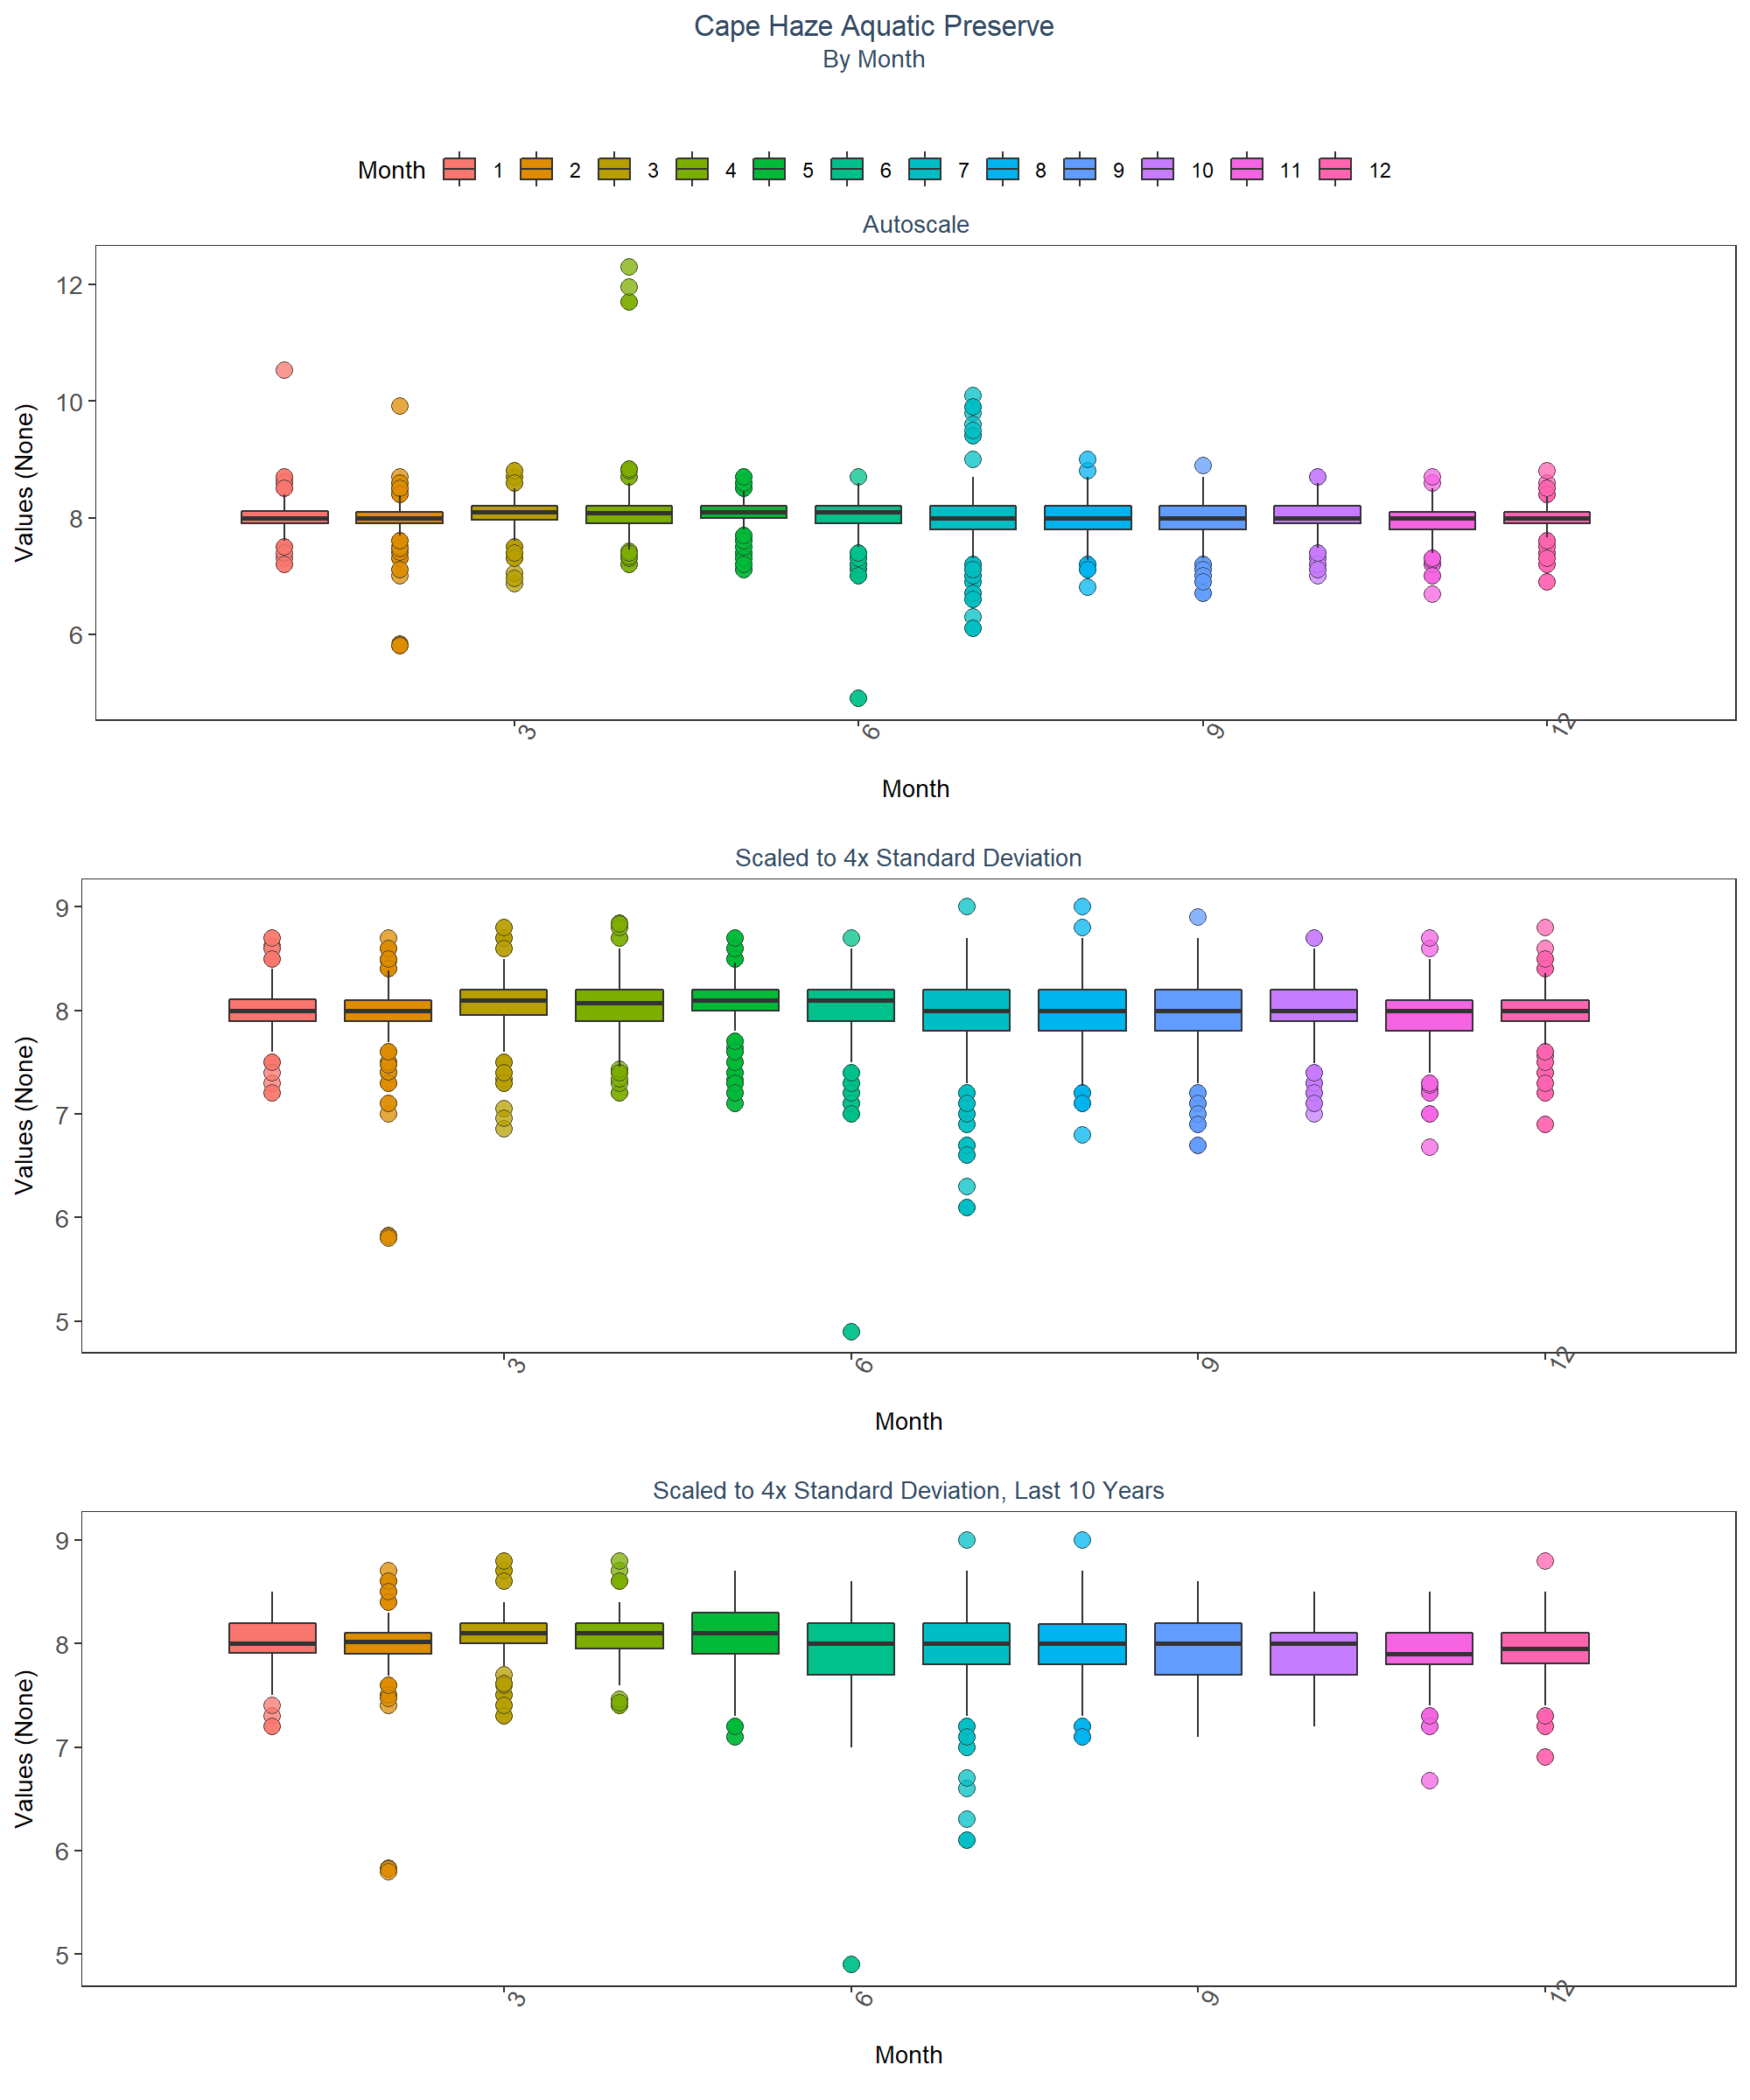 Cape Haze Aquatic Preserve
By Month
Month 1 2 3 4 5 6 7 8 9 10 11 12
Autoscale
Values (None)
12
10
8
6
3 6 9 12
Month
Scaled to 4x Standard Deviation
Values (None)
9
8
7
6
5
3 6 9 12
Month
Scaled to 4x Standard Deviation, Last 10 Years
Values (None)
9
8
7
6
5
3 6 9 12
Month